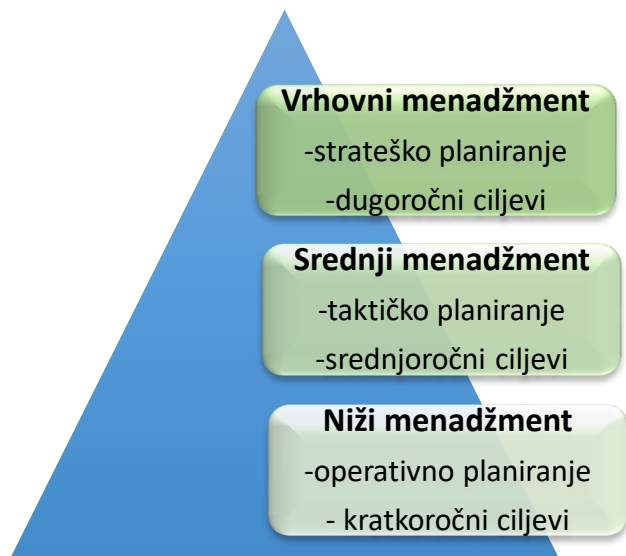 Vrhovni menadžment
-strateško planiranje
-dugoročni ciljevi
Srednji menadžment
-taktičko planiranje
-srednjoročni ciljevi
Niži menadžment
-operativno planiranje
- kratkoročni ciljevi